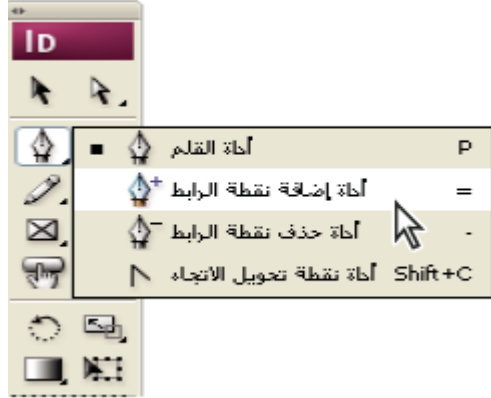 ID
أداة القلم P
أداة إضافة نقطة الرابط =
أداة حذف نقطة الرابط -
أداة نقطة تحويل الاتجاه Shift+C